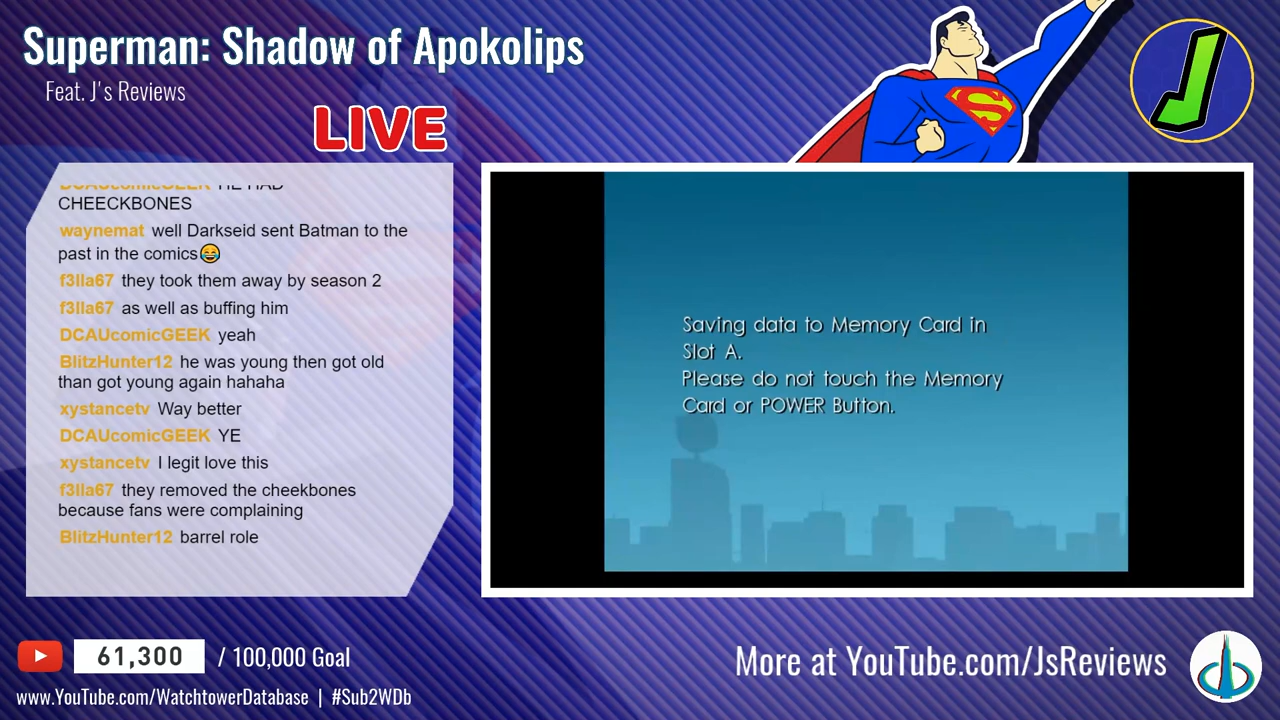 Superman: Shadow of Apokolips
Feat. J's Reviews
LIVE
DCAUcomicGEEK HE HAD
CHEECKBONES
waynemat well Darkseid sent Batman to the
past in the comics😂
f3lla67 they took them away by season 2
f3lla67 as well as buffing him
DCAUcomicGEEK yeah
BlitzHunter12 he was young then got old
than got young again hahaha
xystancetv Way better
DCAUcomicGEEK YE
xystancetv I legit love this
f3lla67 they removed the cheekbones
because fans were complaining
BlitzHunter12 barrel role
Saving data to Memory Card in
Slot A.
Please do not touch the Memory
Card or POWER Button.
61,300 / 100,000 Goal
www.YouTube.com/WatchtowerDatabase | #Sub2WDb
More at YouTube.com/JsReviews